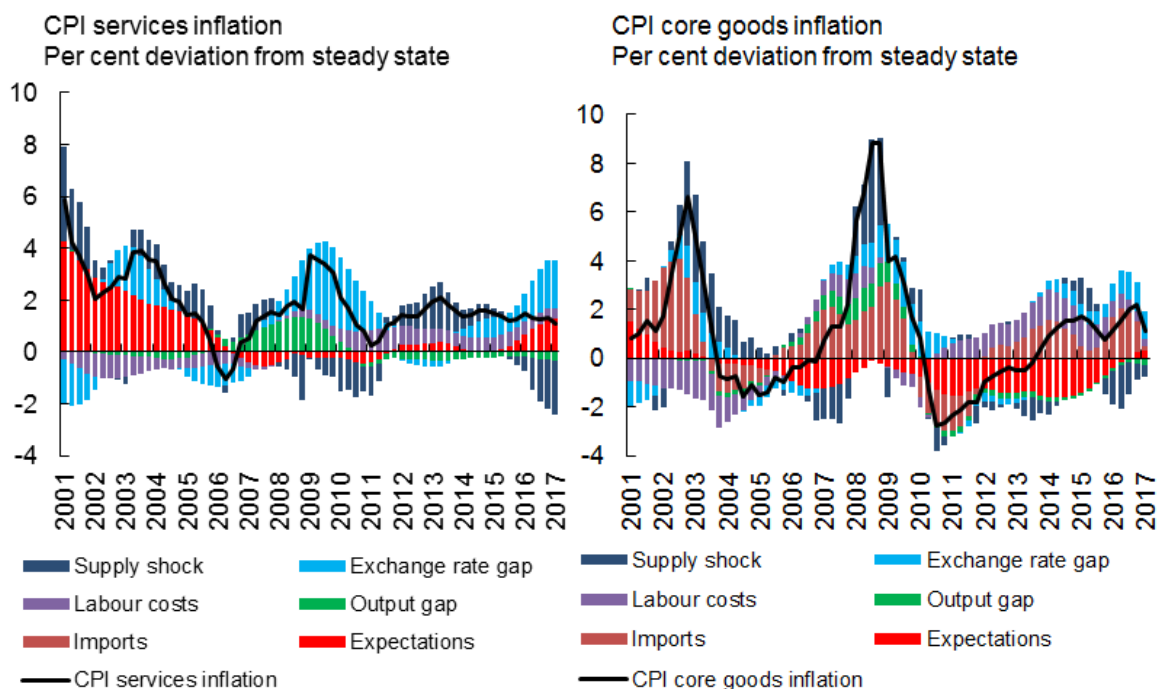 CPI services inflation
Per cent deviation from steady state
10
8
6
4
2
0
-2
-4
2001
2002
2003
2004
2005
2006
2007
2008
2009
2010
2011
2012
2013
2014
2015
2016
2017
Supply shock
Exchange rate gap
Labour costs
Output gap
Imports
Expectations
CPI services inflation
CPI core goods inflation
Per cent deviation from steady state
10
8
6
4
2
0
-2
-4
2001
2002
2003
2004
2005
2006
2007
2008
2009
2010
2011
2012
2013
2014
2015
2016
2017
Supply shock
Exchange rate gap
Labour costs
Output gap
Imports
Expectations
CPI core goods inflation